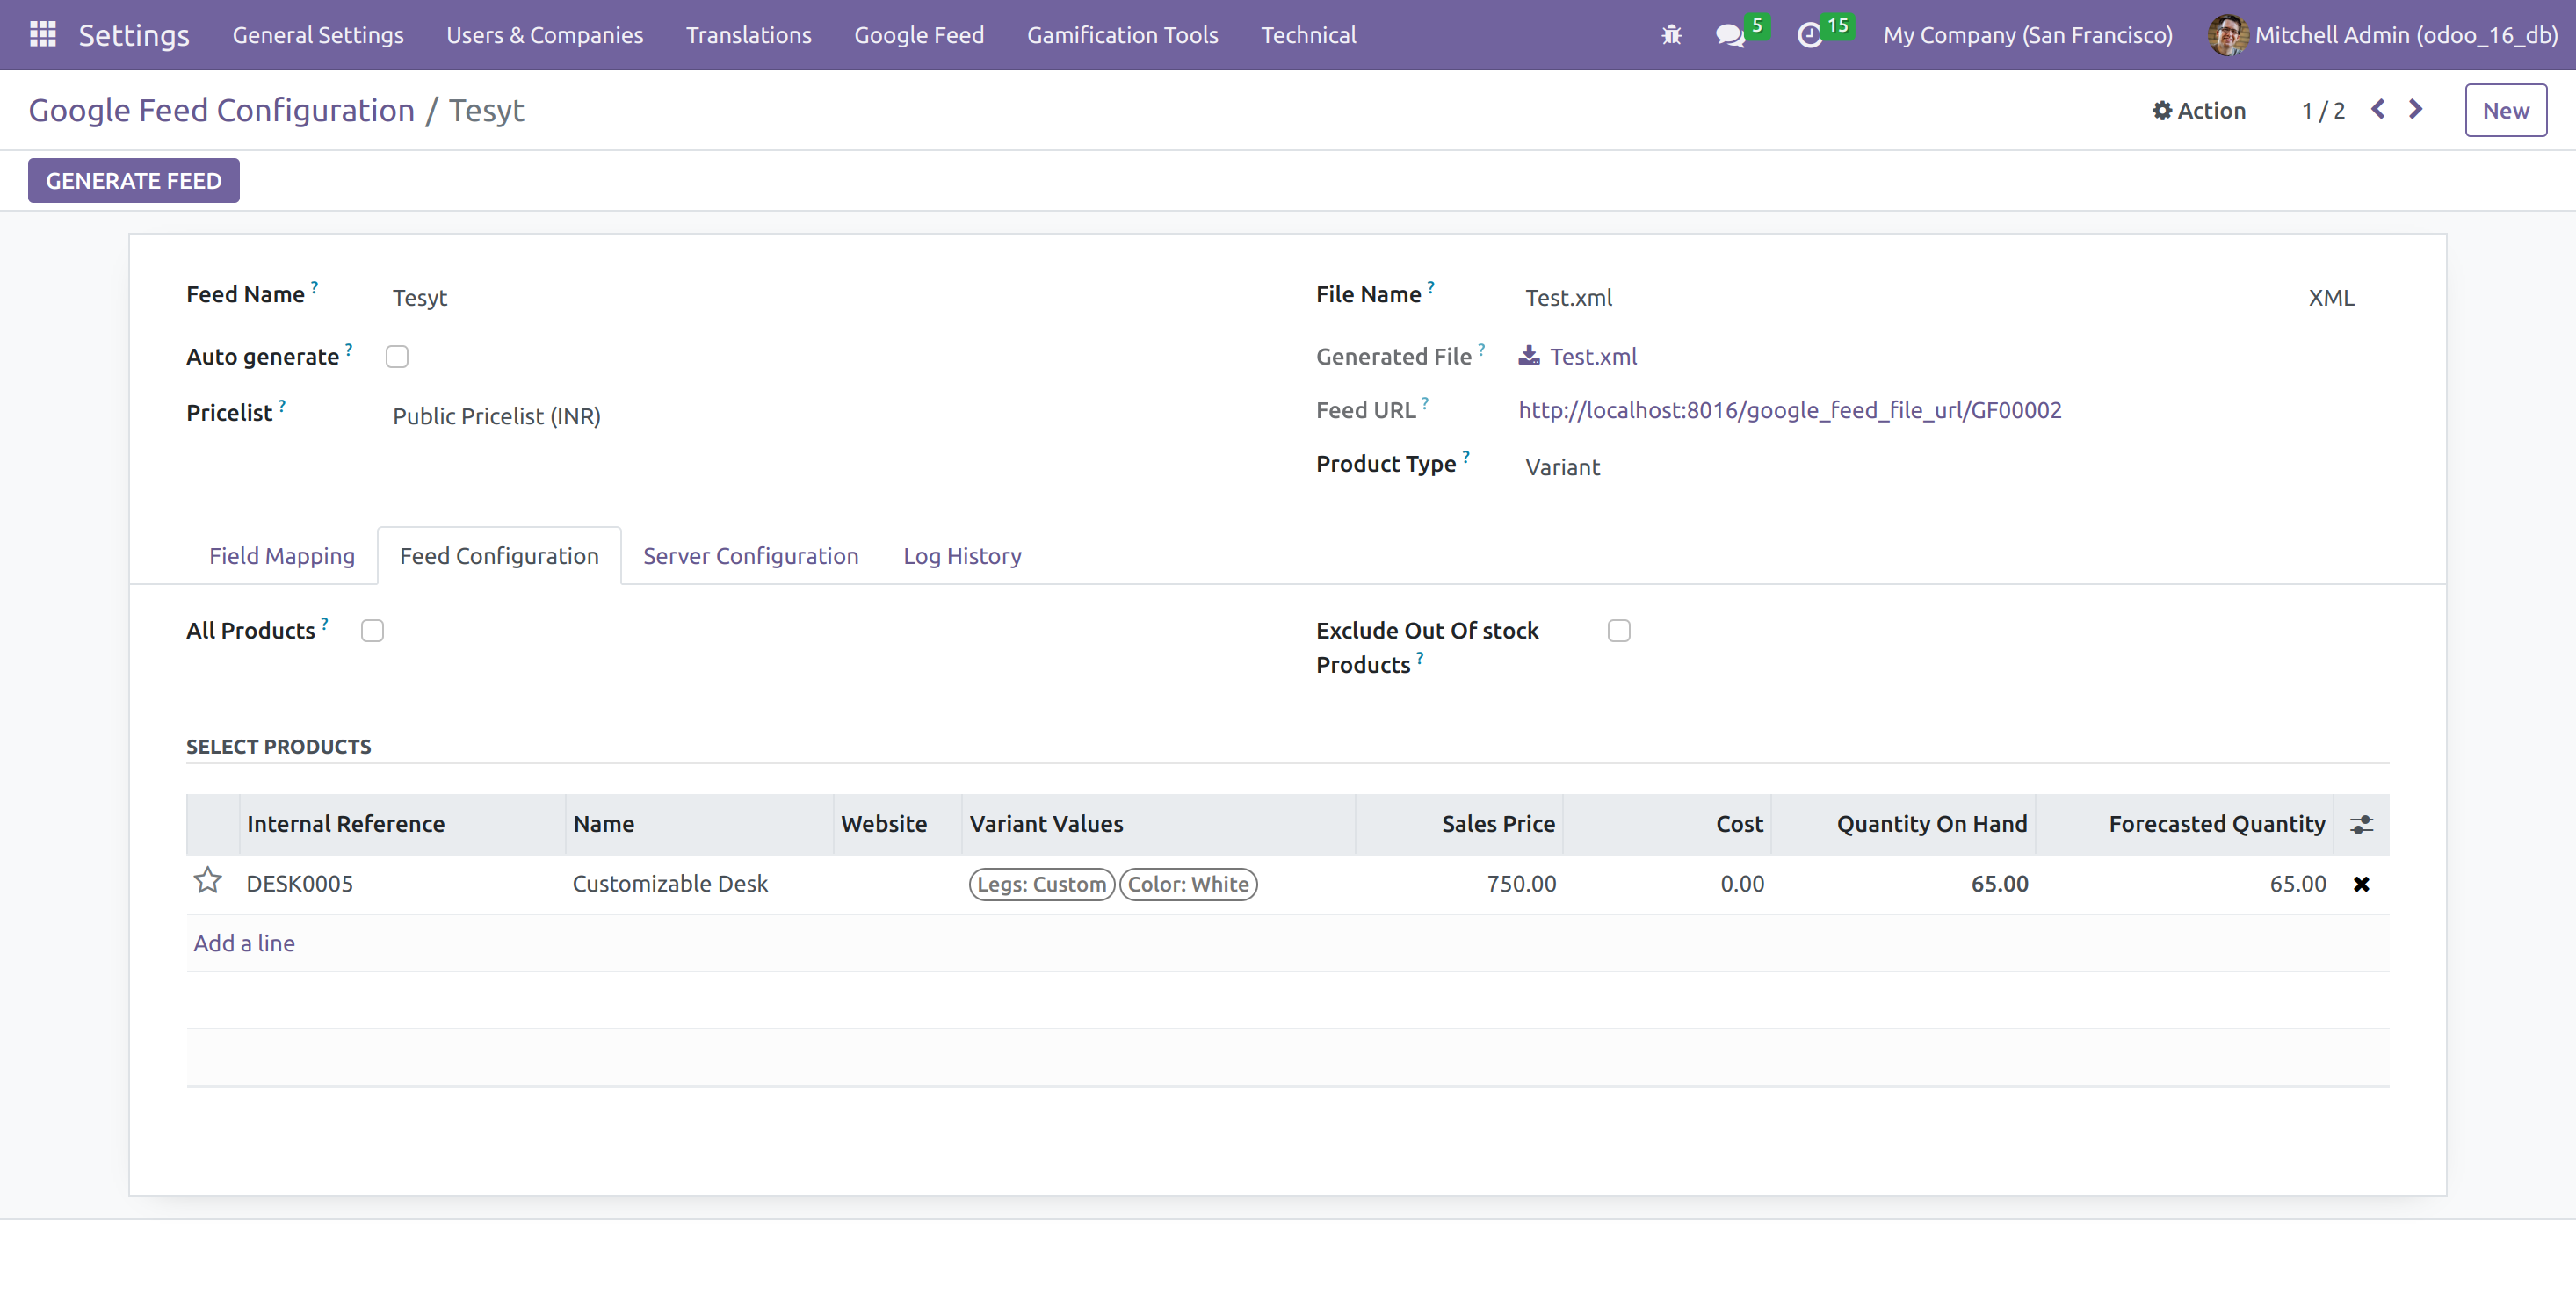 Settings General Settings Users & Companies Translations Google Feed Gamification Tools Technical 5 15 My Company (San Francisco) Mitchell Admin (odoo_16_db)
Google Feed Configuration / Tesyt Action 1 / 2 New
GENERATE FEED
Feed Name ? Tesyt File Name ? Test.xml XML
Auto generate ? Generated File ? Test.xml
Pricelist ? Public Pricelist (INR) Feed URL ? http://localhost:8016/google_feed_file_url/GF00002
Product Type ? Variant
Field Mapping Feed Configuration Server Configuration Log History
All Products ? Exclude Out Of stock
Products ?
SELECT PRODUCTS
Internal Reference Name Website Variant Values Sales Price Cost Quantity On Hand Forecasted Quantity
DESK0005 Customizable Desk Legs: Custom Color: White 750.00 0.00 65.00 65.00
Add a line